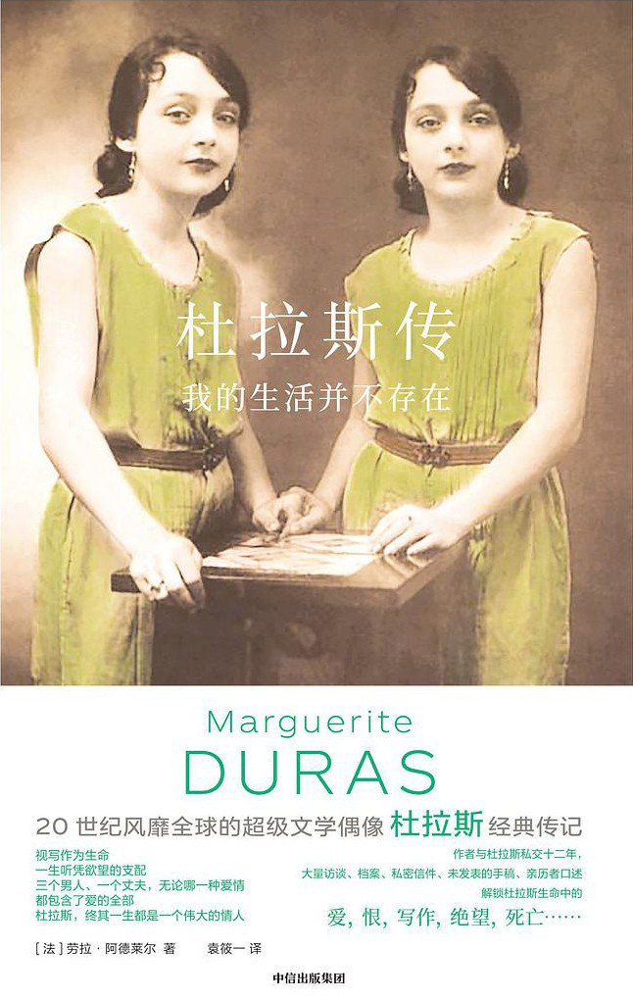 杜拉斯传
我的生活并不存在
Marguerite
DURAS
20 世纪风靡全球的超级文学偶像 杜拉斯 经典传记
视写作为生命
一生听凭欲望的支配
三个男人、一个丈夫，无论哪一种爱情
都包含了爱的全部
杜拉斯，终其一生都是一个伟大的情人
作者与杜拉斯私交十二年，
大量访谈、档案、私密信件、未发表的手稿、亲历者口述
解锁杜拉斯生命中的
爱，恨，写作，绝望，死亡……
[ 法 ] 劳拉 · 阿德莱尔 著 袁筱一 译
中信出版集团